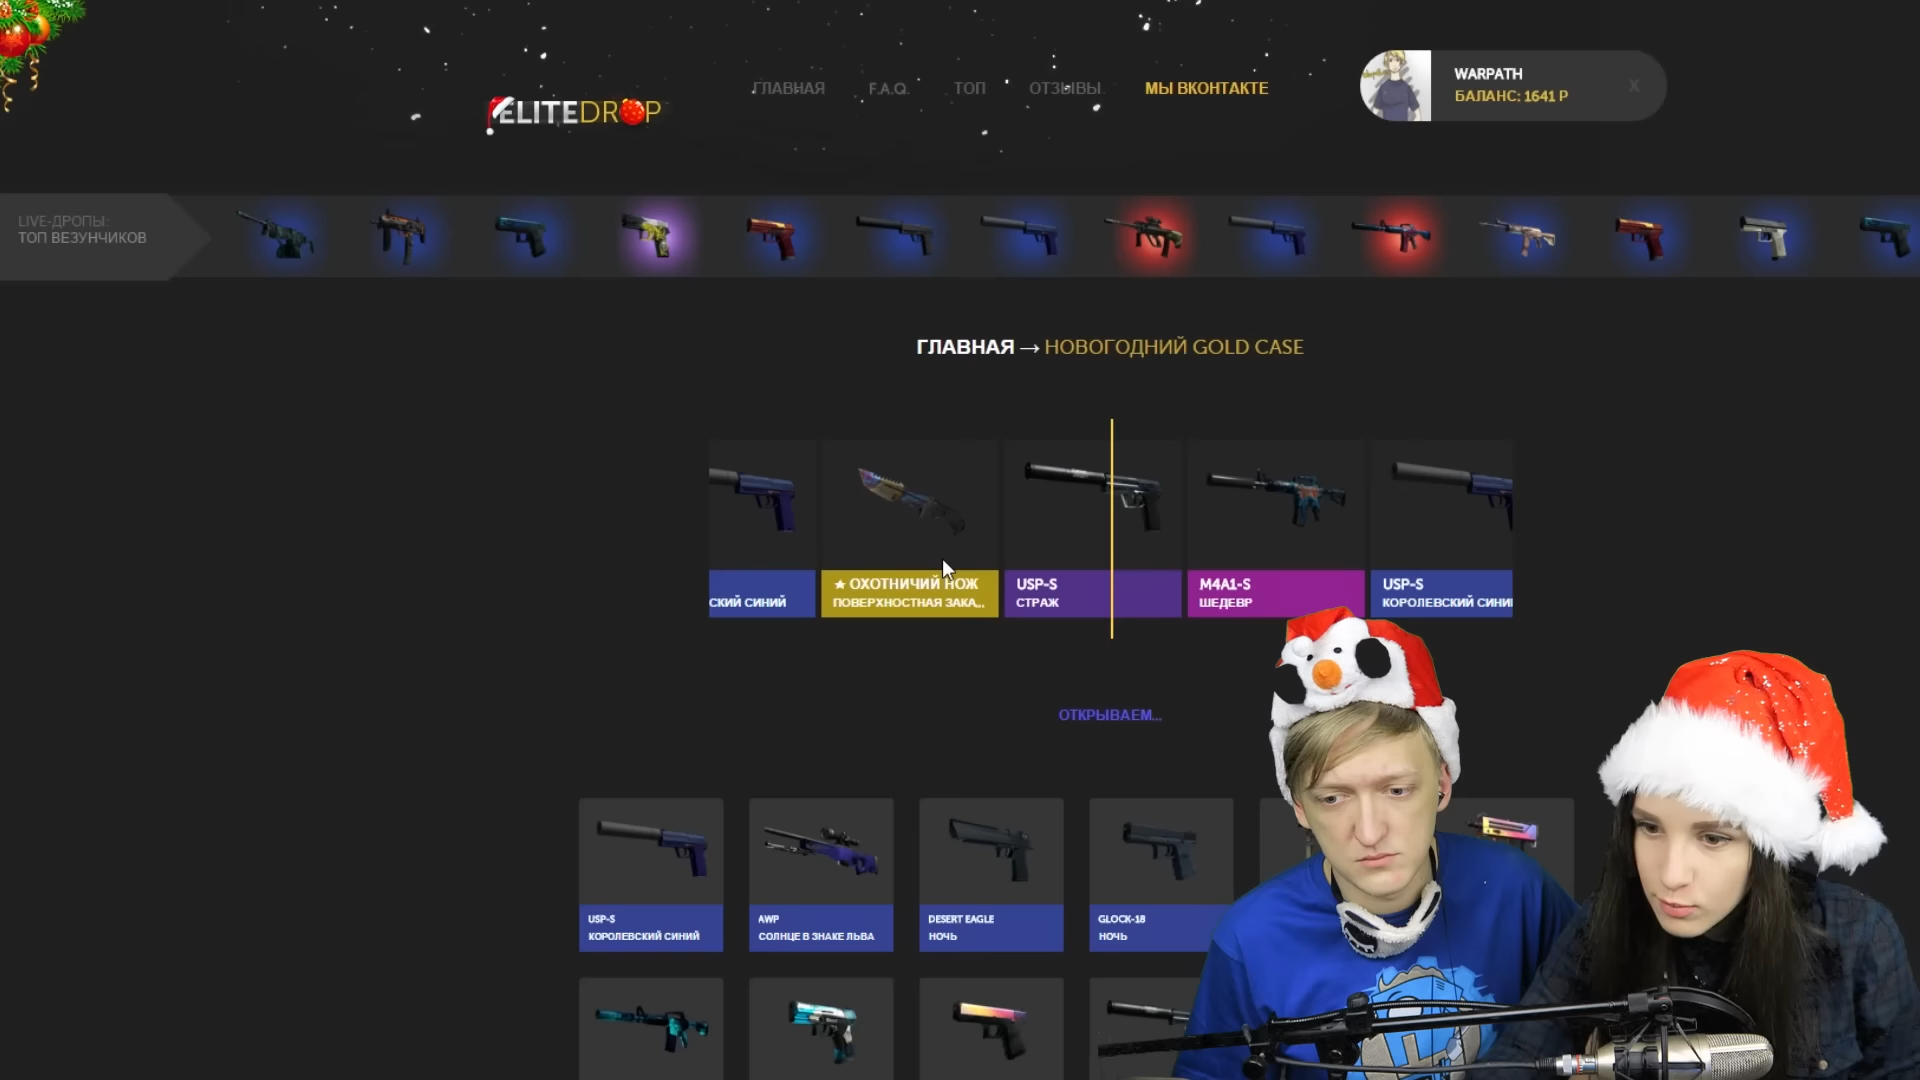 ELITEDROP
ГЛАВНАЯ
F.A.Q.
ТОП
ОТЗЫВЫ
МЫ ВКОНТАКТЕ
WARPATH
БАЛАНС: 1641 Р
X
LIVE-ДРОПЫ:
ТОП ВЕЗУНЧИКОВ
ГЛАВНАЯ → НОВОГОДНИЙ GOLD CASE
СКИЙ СИНИЙ
★ ОХОТНИЧИЙ НОЖ
ПОВЕРХНОСТНАЯ ЗАКА...
USP-S
СТРАЖ
M4A1-S
ШЕДЕВР
USP-S
КОРОЛЕВСКИЙ СИНИ
ОТКРЫВАЕМ...
USP-S
КОРОЛЕВСКИЙ СИНИЙ
AWP
СОЛНЦЕ В ЗНАКЕ ЛЬВА
DESERT EAGLE
НОЧЬ
GLOCK-18
НОЧЬ